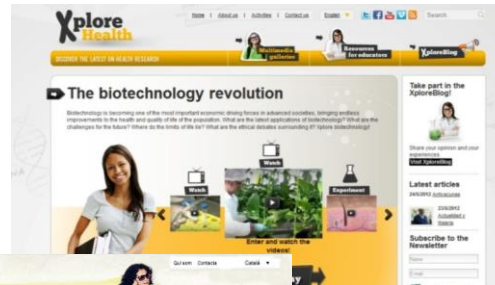 Home | About us | Activities | Contact us English Search
Xplore
Health
Multimedia galleries
Resources for educators
XploreBlog
DISCOVER THE LATEST ON HEALTH RESEARCH
The biotechnology revolution
Biotechnology is becoming one of the most important economic driving forces in advanced societies, bringing enormous
improvements to the health and quality of life of the population. What are the latest applications of biotechnology? What are the
challenges for the future? Where do the limits of life lie? What are the ethical debates surrounding it? Xplore biotechnology!
Watch
Watch
Experiment
Enter and watch the
videos!
Take part in the
XploreBlog!
Share your opinion and your
experiences.
Visit XploreBlog
Latest articles
Actualidad y
Subscribe to the
Newsletter
Name
E-mail
Qui som Contacte Català